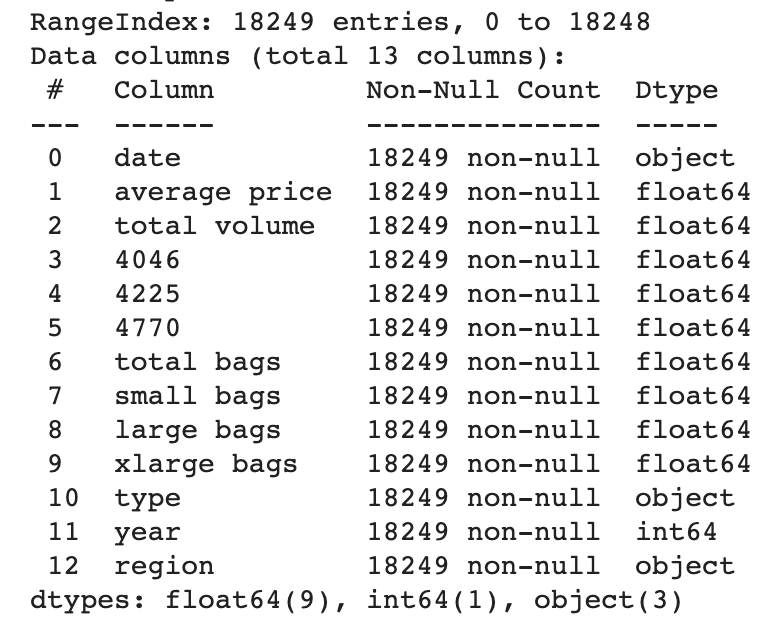 RangeIndex: 18249 entries, 0 to 18248
Data columns (total 13 columns):
 #   Column         Non-Null Count  Dtype
---  ------         --------------  -----
 0   date           18249 non-null  object
 1   average price  18249 non-null  float64
 2   total volume   18249 non-null  float64
 3   4046           18249 non-null  float64
 4   4225           18249 non-null  float64
 5   4770           18249 non-null  float64
 6   total bags     18249 non-null  float64
 7   small bags     18249 non-null  float64
 8   large bags     18249 non-null  float64
 9   xlarge bags    18249 non-null  float64
 10  type           18249 non-null  object
 11  year           18249 non-null  int64
 12  region         18249 non-null  object
dtypes: float64(9), int64(1), object(3)